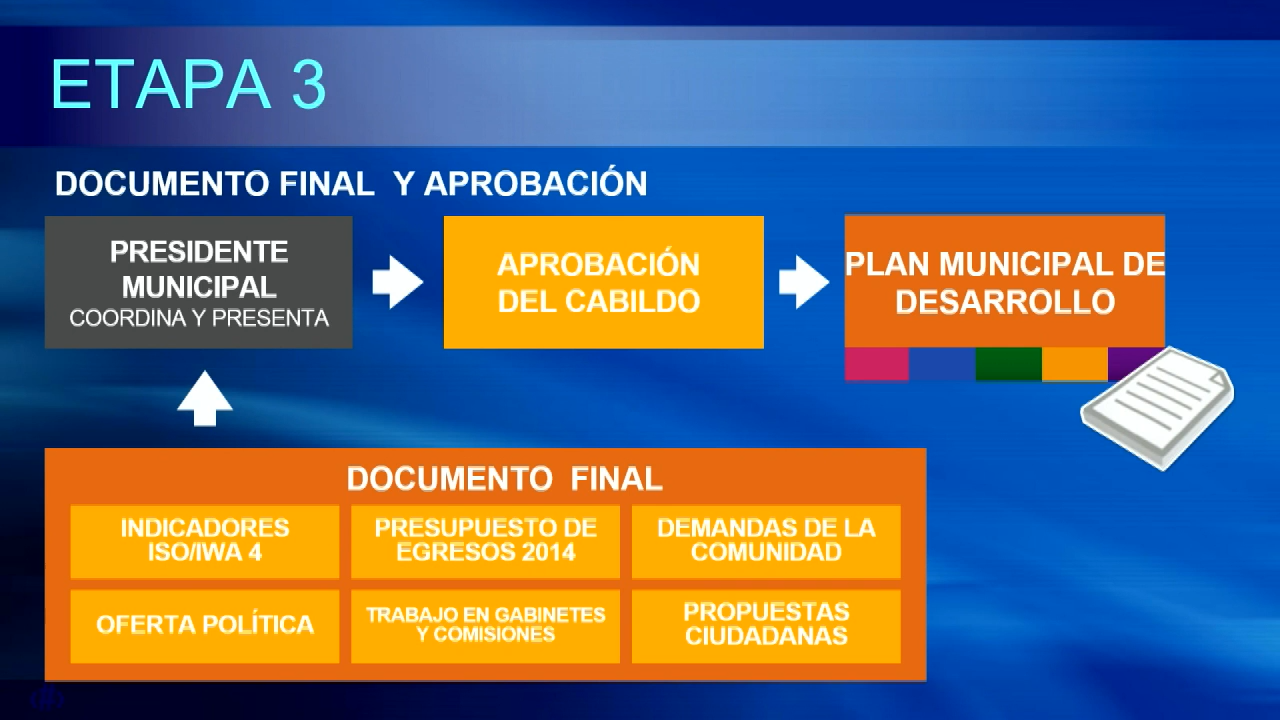 ETAPA 3
DOCUMENTO FINAL Y APROBACIÓN
PRESIDENTE
MUNICIPAL
COORDINA Y PRESENTA
APROBACIÓN
DEL CABILDO
PLAN MUNICIPAL DE
DESARROLLO
DOCUMENTO FINAL
INDICADORES
ISO/IWA 4
PRESUPUESTO DE
EGRESOS 2014
DEMANDAS DE LA
COMUNIDAD
OFERTA POLÍTICA
TRABAJO EN GABINETES
Y COMISIONES
PROPUESTAS
CIUDADANAS